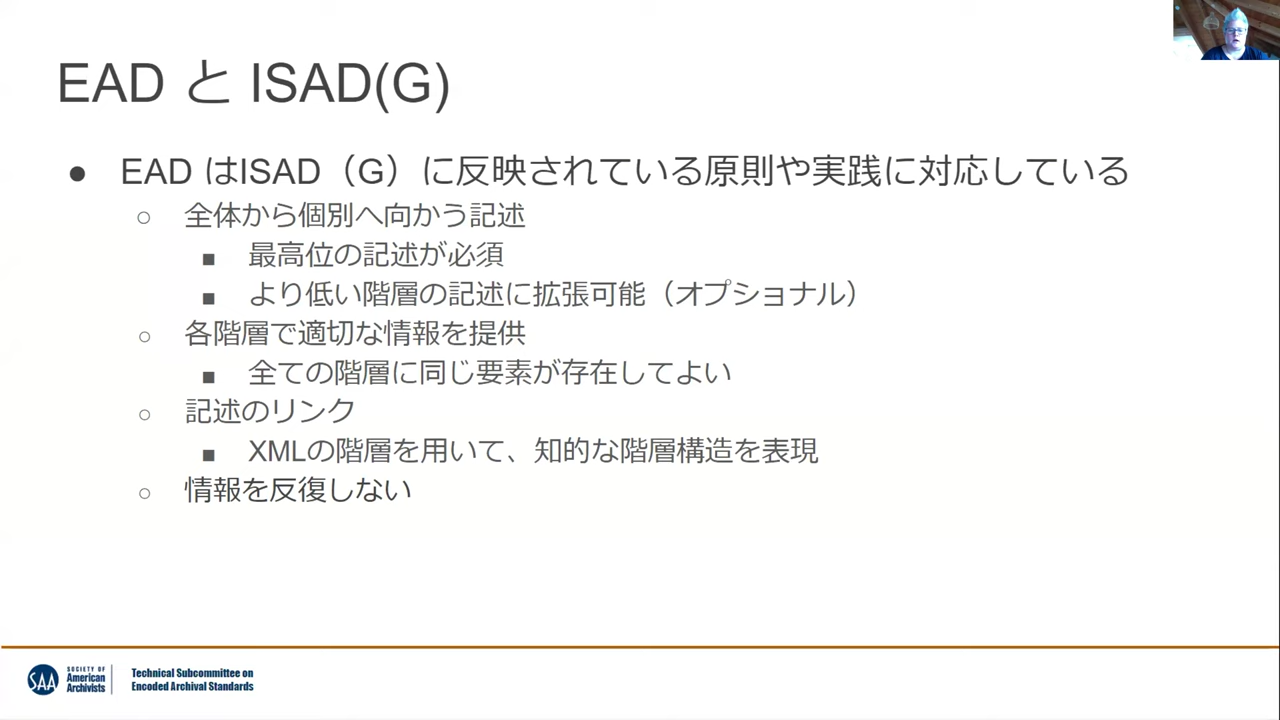 EAD と ISAD(G)
● EAD はISAD（G）に反映されている原則や実践に対応している
○ 全体から個別へ向かう記述
■ 最高位の記述が必須
■ より低い階層の記述に拡張可能（オプショナル）
○ 各階層で適切な情報を提供
■ 全ての階層に同じ要素が存在してよい
○ 記述のリンク
■ XMLの階層を用いて、知的な階層構造を表現
○ 情報を反復しない
SAA
SOCIETY OF
American
Archivists
Technical Subcommittee on
Encoded Archival Standards